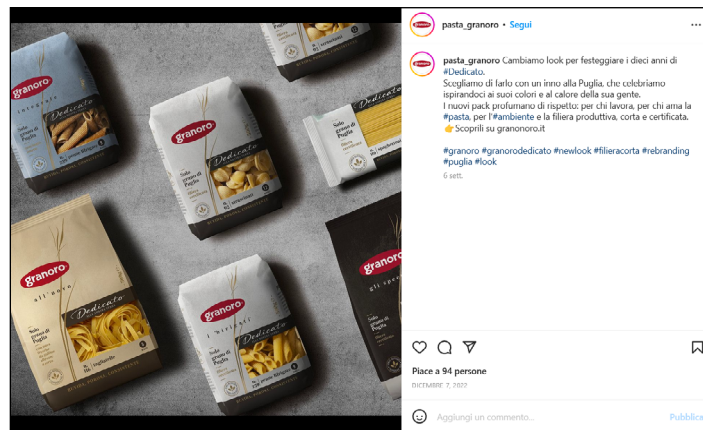 granoro
integrale
Dedicato
Solo
grano di
Puglia
granoro
Dedicato
Solo
grano di
Puglia
granoro
all'uovo
Dedicato
Solo
grano di
Puglia
tagliatelle
granoro
i birigati
Dedicato
Solo
grano di
Puglia
granoro
pasta_granoro • Segui
pasta_granoro Cambiamo look per festeggiare i dieci anni di
#Dedicato.
Scegliamo di farlo con un inno alla Puglia, che celebriamo
ispirandoci ai suoi colori e al calore della sua gente.
I nuovi pack profumano di rispetto: per chi lavora, per chi ama la
#pasta, per l'#ambiente e la filiera produttiva, corta e certificata.
👉Scoprili su granonoro.it
#granoro #granorodedicato #newlook #filieracorta #rebranding
#puglia #look
6 sett.
Piace a 94 persone
DICEMBRE 7, 2022
Aggiungi un commento...
Pubblica